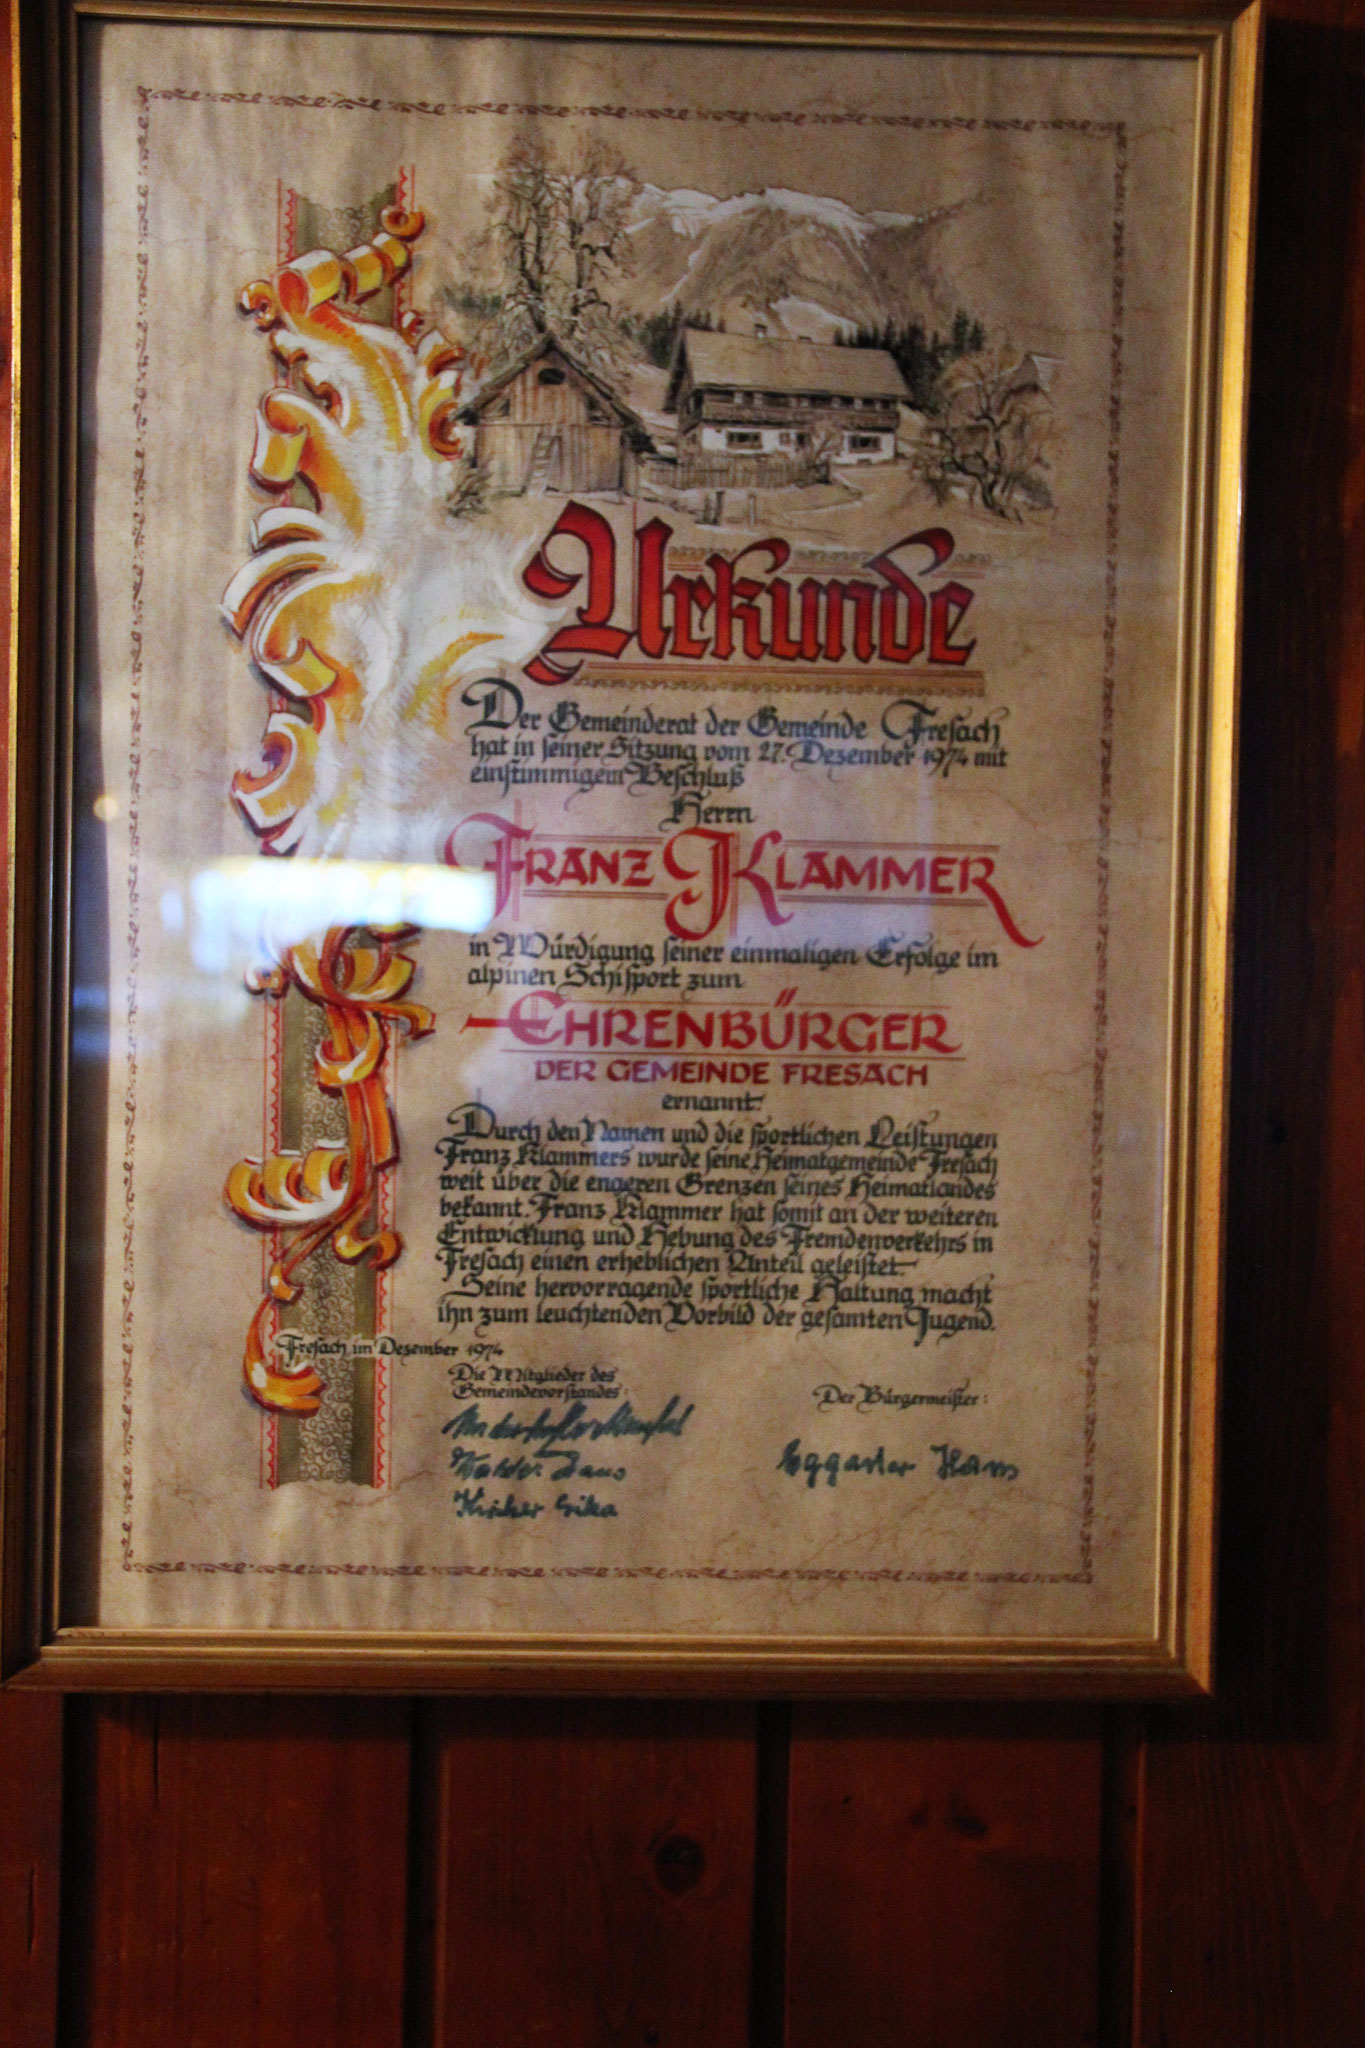 Urkunde
Der Gemeinderat der Gemeinde Fresach
hat in seiner Sitzung vom 27. Dezember 1974 mit
einstimmigem Beschluß
Herrn
FRANZ KLAMMER
in Würdigung seiner einmaligen Erfolge im
alpinen Schisport zum
EHRENBÜRGER
DER GEMEINDE FRESACH
ernannt.
Durch den Namen und die sportlichen Leistungen
Franz Klammers wurde seine Heimatgemeinde Fresach
weit über die engeren Grenzen seines Heimatlandes
bekannt. Franz Klammer hat somit an der weiteren
Entwicklung und Hebung des Fremdenverkehrs in
Fresach einen erheblichen Anteil geleistet.
Seine hervorragende sportliche Haltung macht
ihn zum leuchtenden Vorbild der gesamten Jugend.
Fresach im Dezember 1974
Die Mitglieder des
Gemeindevorstandes:
Der Bürgermeister:
Eggarter Hans